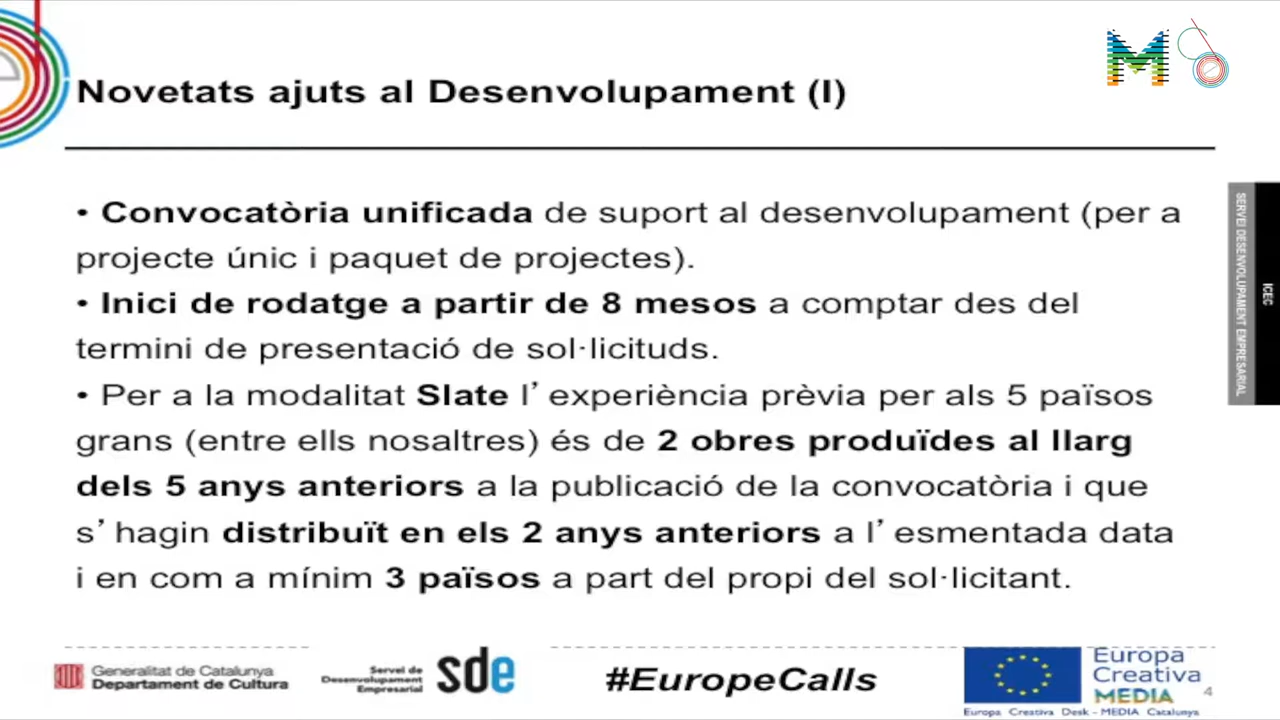 Novetats ajuts al Desenvolupament (I)
• Convocatòria unificada de suport al desenvolupament (per a
projecte únic i paquet de projectes).
• Inici de rodatge a partir de 8 mesos a comptar des del
termini de presentació de sol·licituds.
• Per a la modalitat Slate l’experiència prèvia per als 5 països
grans (entre ells nosaltres) és de 2 obres produïdes al llarg
dels 5 anys anteriors a la publicació de la convocatòria i que
s’hagin distribuït en els 2 anys anteriors a l’esmentada data
i en com a mínim 3 països a part del propi del sol·licitant.
SERVEI DESENVOLUPAMENT EMPRESARIAL
ICEC
Generalitat de Catalunya
Departament de Cultura
Servei de
Desenvolupament
Empresarial
sde
#EuropeCalls
Europa
Creativa
MEDIA
Europa Creativa Desk - MEDIA Catalunya
4